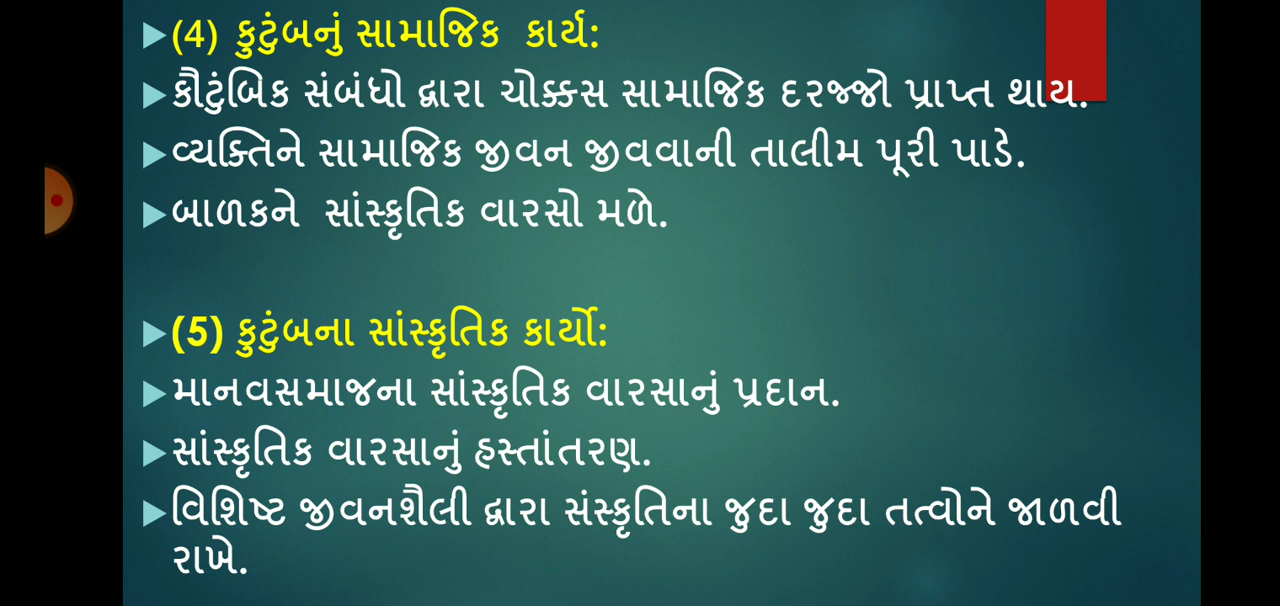 (4) કુટુંબનું સામાજિક કાર્ય:
કૌટુંબિક સંબંધો દ્વારા ચોક્કસ સામાજિક દરજ્જો પ્રાપ્ત થાય.
વ્યક્તિને સામાજિક જીવન જીવવાની તાલીમ પૂરી પાડે.
બાળકને સાંસ્કૃતિક વારસો મળે.
(5) કુટુંબના સાંસ્કૃતિક કાર્યો:
માનવસમાજના સાંસ્કૃતિક વારસાનું પ્રદાન.
સાંસ્કૃતિક વારસાનું હસ્તાંતરણ.
વિશિષ્ટ જીવનશૈલી દ્વારા સંસ્કૃતિના જુદા જુદા તત્વોને જાળવી
રાખે.